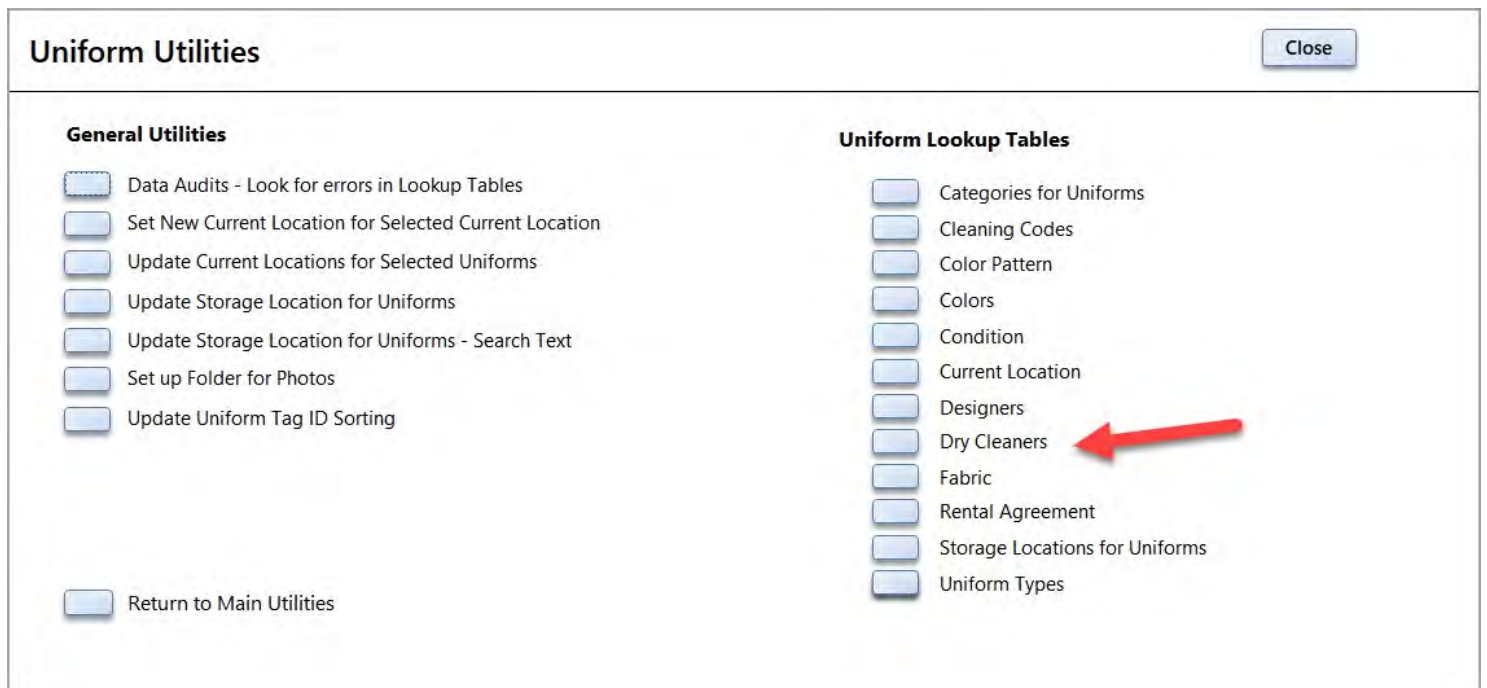 Uniform Utilities
Close
General Utilities
Data Audits - Look for errors in Lookup Tables
Set New Current Location for Selected Current Location
Update Current Locations for Selected Uniforms
Update Storage Location for Uniforms
Update Storage Location for Uniforms - Search Text
Set up Folder for Photos
Update Uniform Tag ID Sorting
Return to Main Utilities
Uniform Lookup Tables
Categories for Uniforms
Cleaning Codes
Color Pattern
Colors
Condition
Current Location
Designers
Dry Cleaners
Fabric
Rental Agreement
Storage Locations for Uniforms
Uniform Types